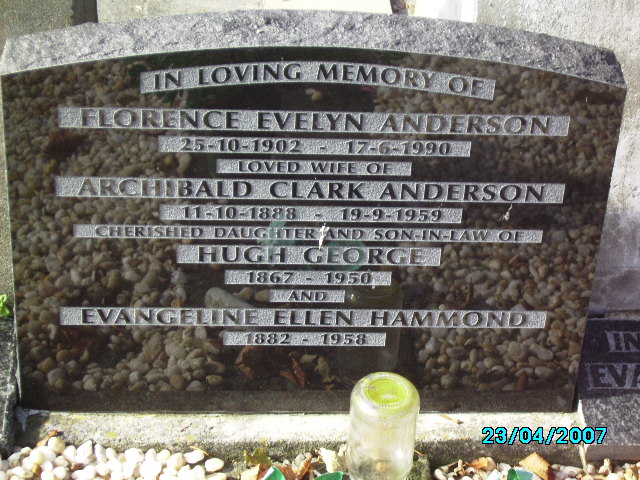 IN LOVING MEMORY OF
FLORENCE EVELYN ANDERSON
25-10-1902 - 17-6-1990
LOVED WIFE OF
ARCHIBALD CLARK ANDERSON
11-10-1888 - 19-9-1959
CHERISHED DAUGHTER AND SON-IN-LAW OF
HUGH GEORGE
1867 - 1950
AND
EVANGELINE ELLEN HAMMOND
1882 - 1958
IN
EVA
23/04/2007